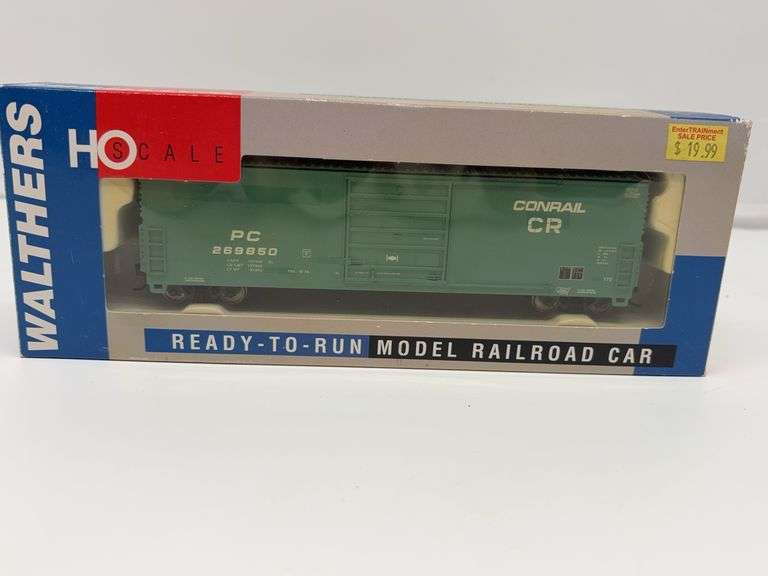 WALTHERS
HO SCALE
EnterTRAINment
SALE PRICE
$ 19.99
PC
269850
CONRAIL
CR
READY-TO-RUN MODEL RAILROAD CAR